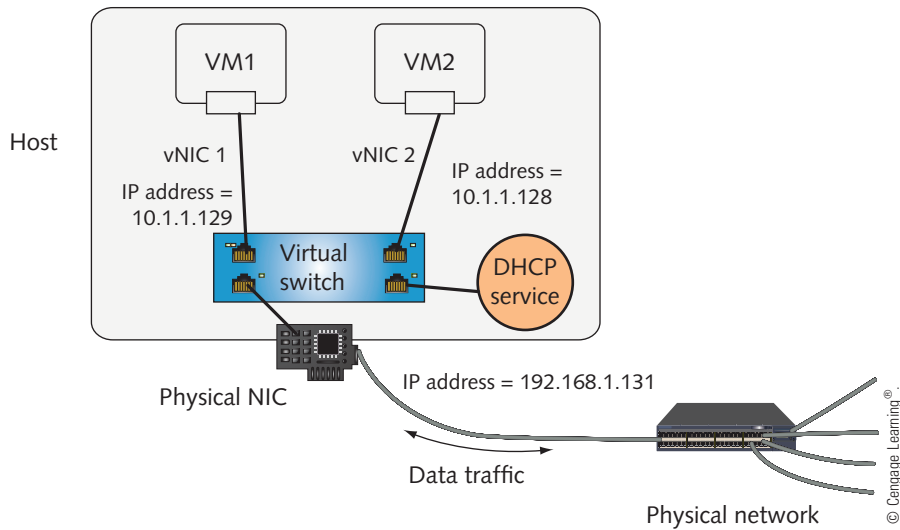 VM1
VM2
Host
vNIC 1
vNIC 2
IP address =
10.1.1.129
IP address =
10.1.1.128
Virtual
switch
DHCP
service
Physical NIC
IP address = 192.168.1.131
Data traffic
Physical network
© Cengage Learning®.